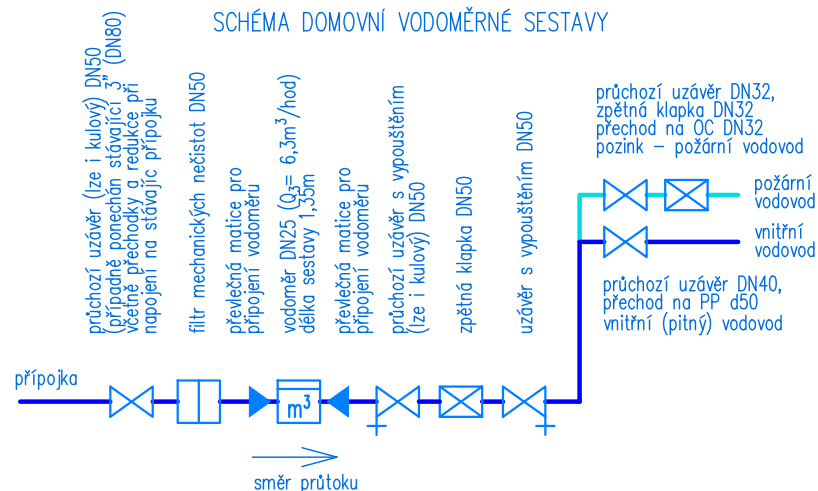 SCHÉMA DOMOVNÍ VODOMĚRNÉ SESTAVY
průchozí uzávěr (lze i kulový) DN50
(případně ponechán stávající 3" (DN80)
včetně přechodky a redukce při
napojení na stávajíc přípojku
filtr mechanických nečistot DN50
převlečná matice pro
připojení vodoměru
vodoměr DN25 (Q3= 6,3m³/hod)
délka sestavy 1,35m
převlečná matice pro
připojení vodoměru
průchozí uzávěr s vypouštěním
(lze i kulový) DN50
zpětná klapka DN50
uzávěr s vypouštěním DN50
průchozí uzávěr DN32,
zpětná klapka DN32
přechod na OC DN32
pozink – požární vodovod
požární
vodovod
vnitřní
vodovod
průchozí uzávěr DN40,
přechod na PP d50
vnitřní (pitný) vodovod
přípojka
m³
směr průtoku